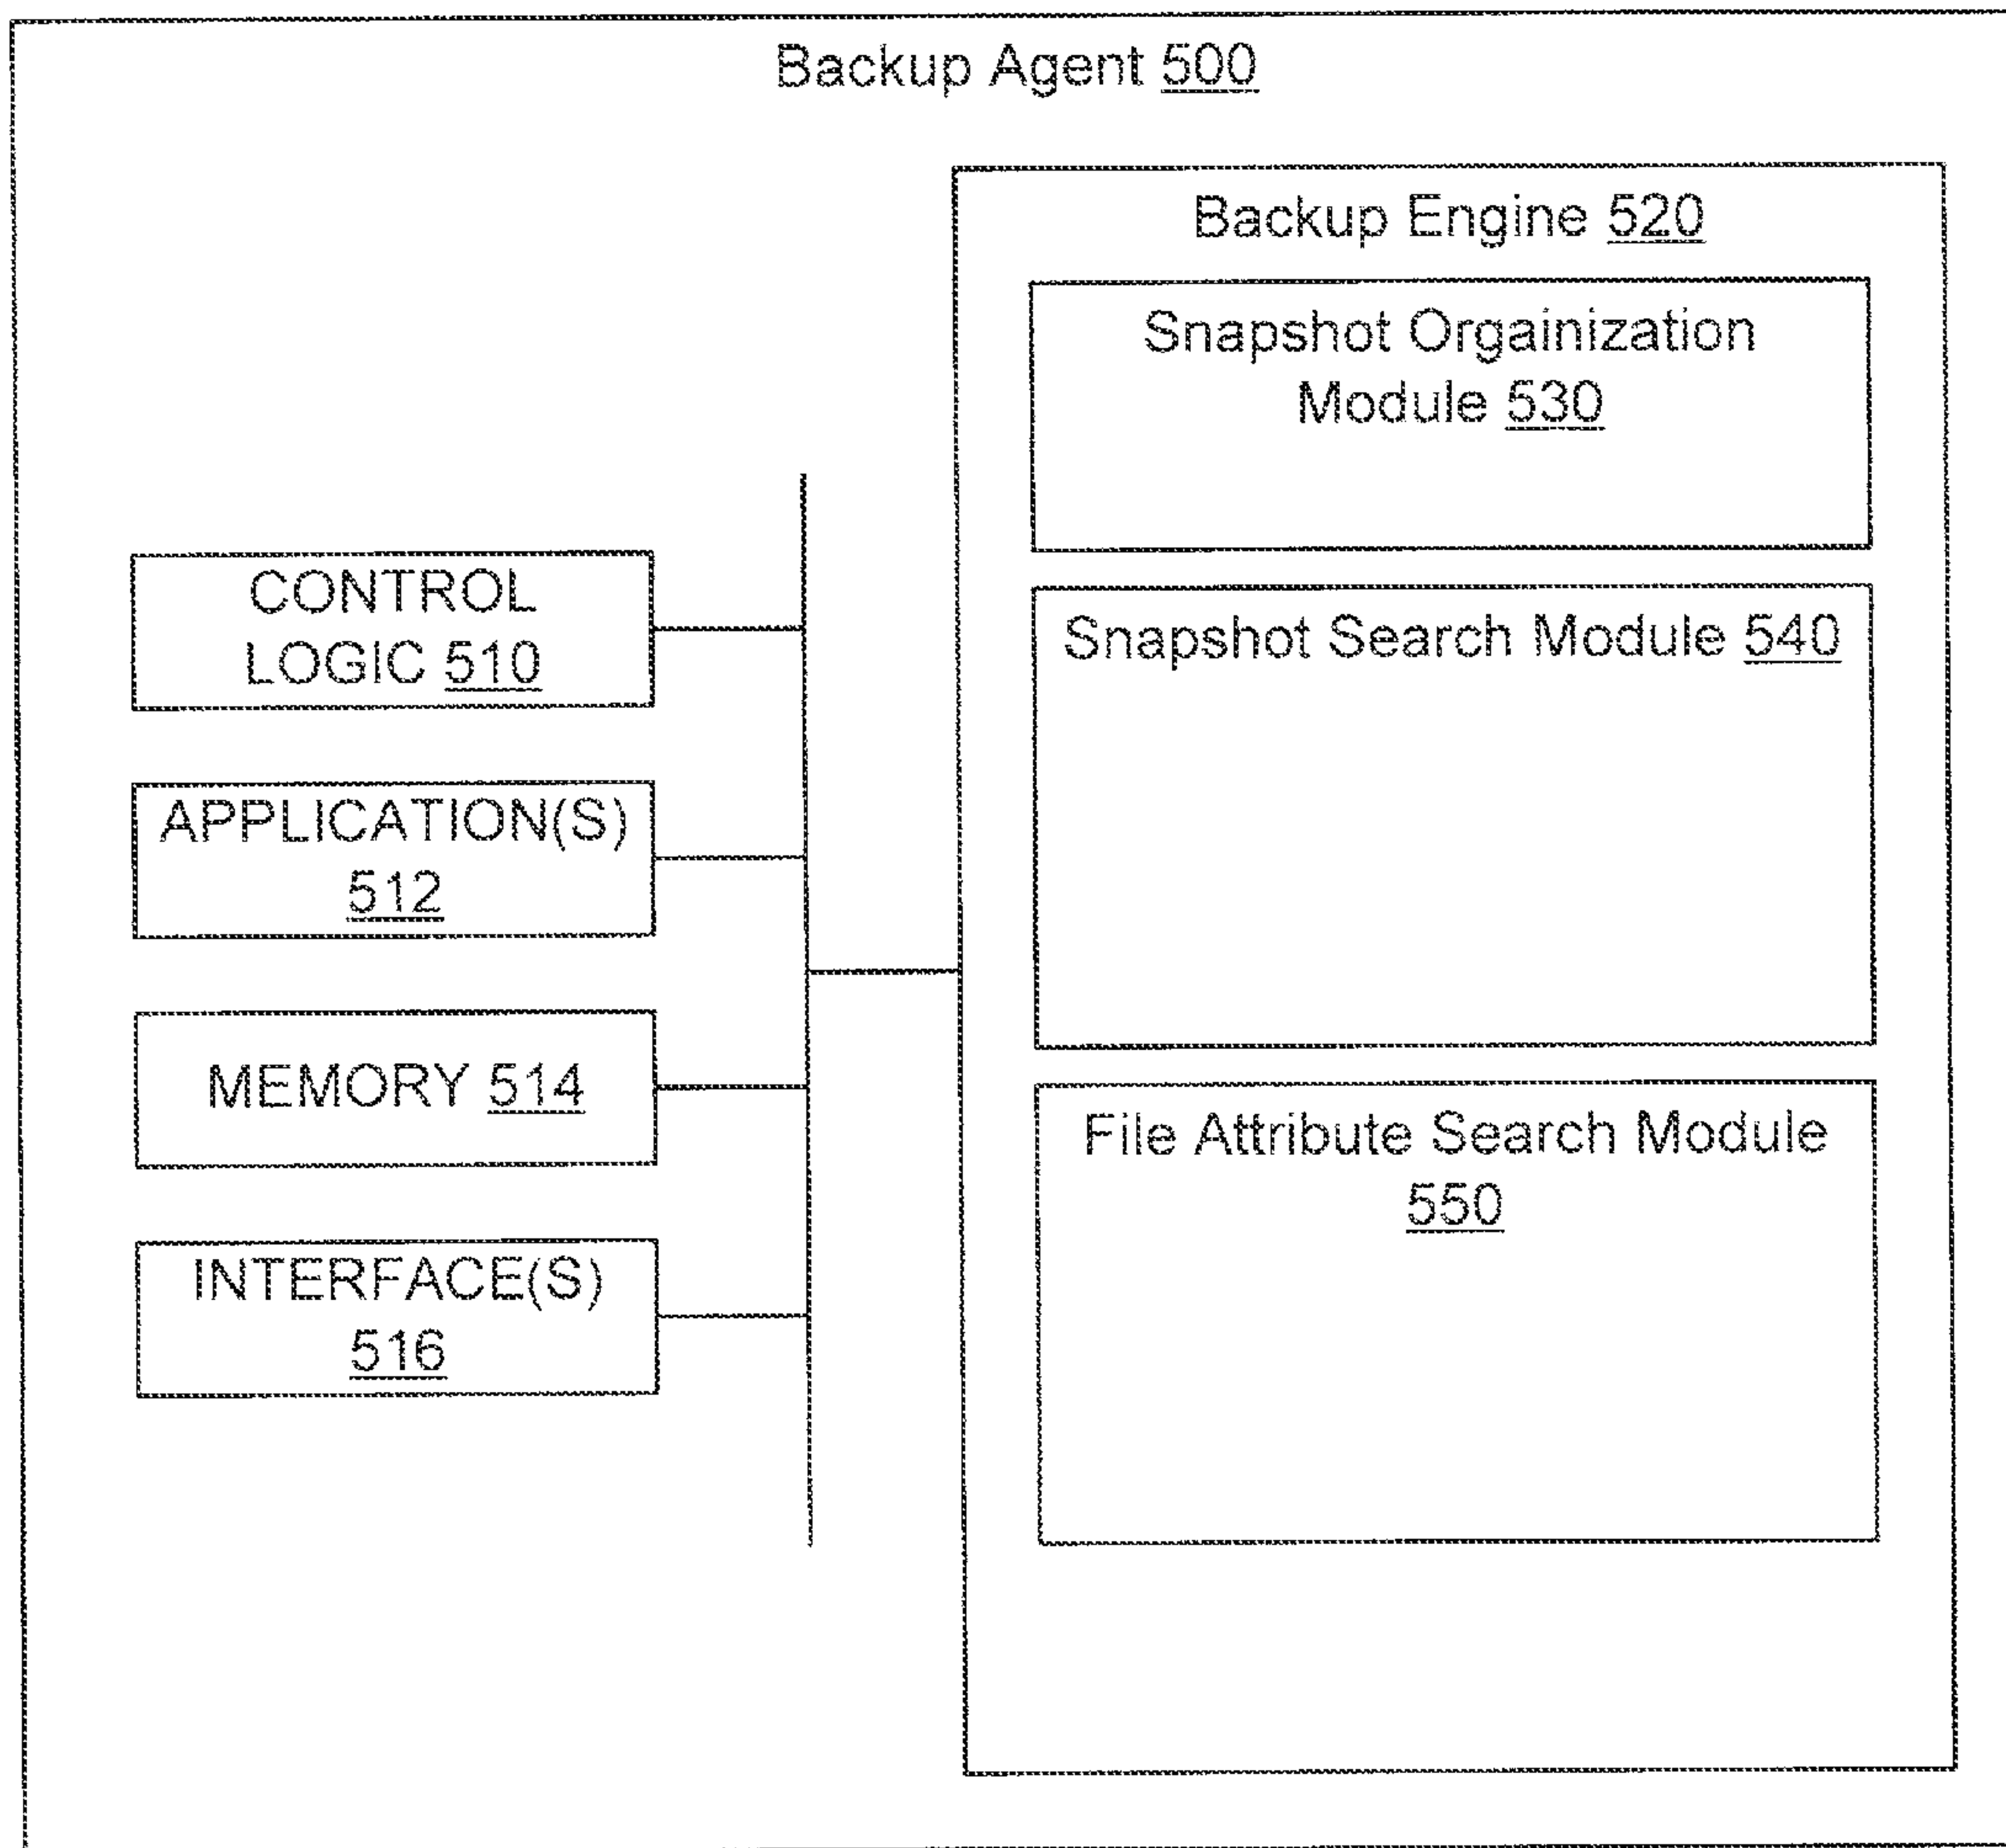 Backup Agent 500
Backup Engine 520
Snapshot Orgainization
Module 530
Snapshot Search Module 540
File Attribute Search Module
550
CONTROL
LOGIC 510
APPLICATION(S)
512
MEMORY 514
INTERFACE(S)
516